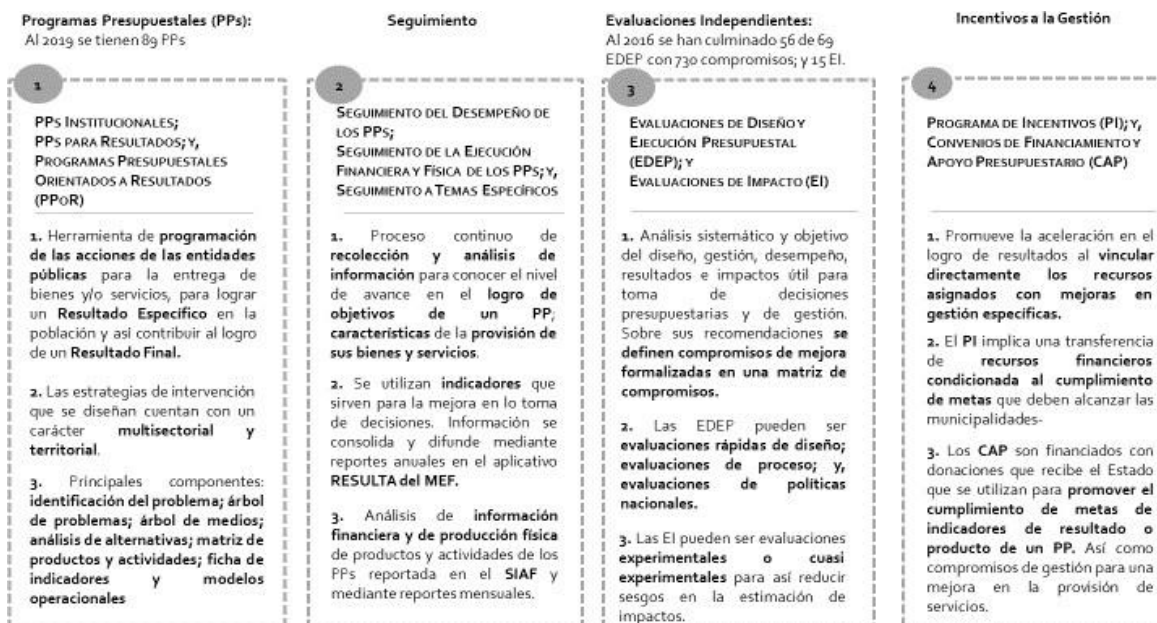 Programas Presupuestales (PPs):
Al 2019 se tienen 89 PPs
1
PPs Institucionales;
PPs para Resultados; y,
Programas Presupuestales
Orientados a Resultados
(PPoR)
1. Herramienta de programación
de las acciones de las entidades
públicas para la entrega de
bienes y/o servicios, para lograr
un Resultado Específico en la
población y así contribuir al logro
de un Resultado Final.
2. Las estrategias de intervención
que se diseñan cuentan con un
carácter multisectorial y
territorial.
3. Principales componentes:
identificación del problema; árbol
de problemas; árbol de medios;
análisis de alternativas; matriz de
productos y actividades; ficha de
indicadores y modelos
operacionales
Seguimiento
2
Seguimiento del Desempeño de
los PPs;
Seguimiento de la Ejecución
Financiera y Física de los PPs; y,
Seguimiento a Temas Específicos
1. Proceso continuo de
recolección y análisis de
información para conocer el nivel
de avance en el logro de
objetivos de un PP;
características de la provisión de
sus bienes y servicios.
2. Se utilizan indicadores que
sirven para la mejora en lo toma
de decisiones. Información se
consolida y difunde mediante
reportes anuales en el aplicativo
RESULTA del MEF.
3. Análisis de información
financiera y de producción física
de productos y actividades de los
PPs reportada en el SIAF y
mediante reportes mensuales.
Evaluaciones Independientes:
Al 2016 se han culminado 56 de 69
EDEP con 730 compromisos; y 15 EI.
3
Evaluaciones de Diseño y
Ejecución Presupuestal
(EDEP); y
Evaluaciones de Impacto (EI)
1. Análisis sistemático y objetivo
del diseño, gestión, desempeño,
resultados e impactos útil para
toma de decisiones
presupuestarias y de gestión.
Sobre sus recomendaciones se
definen compromisos de mejora
formalizadas en una matriz de
compromisos.
2. Las EDEP pueden ser
evaluaciones rápidas de diseño;
evaluaciones de proceso; y,
evaluaciones de políticas
nacionales.
3. Las EI pueden ser evaluaciones
experimentales o cuasi
experimentales para así reducir
sesgos en la estimación de
impactos.
Incentivos a la Gestión
4
Programa de Incentivos (PI); y,
Convenios de Financiamiento y
Apoyo Presupuestario (CAP)
1. Promueve la aceleración en el
logro de resultados al vincular
directamente los recursos
asignados con mejoras en
gestión específicas.
2. El PI implica una transferencia
de recursos financieros
condicionada al cumplimiento
de metas que deben alcanzar las
municipalidades-
3. Los CAP son financiados con
donaciones que recibe el Estado
que se utilizan para promover el
cumplimiento de metas de
indicadores de resultado o
producto de un PP. Así como
compromisos de gestión para una
mejora en la provisión de
servicios.